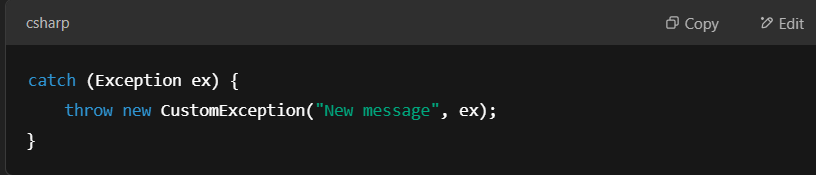 csharp Copy Edit
catch (Exception ex) {
    throw new CustomException("New message", ex);
}